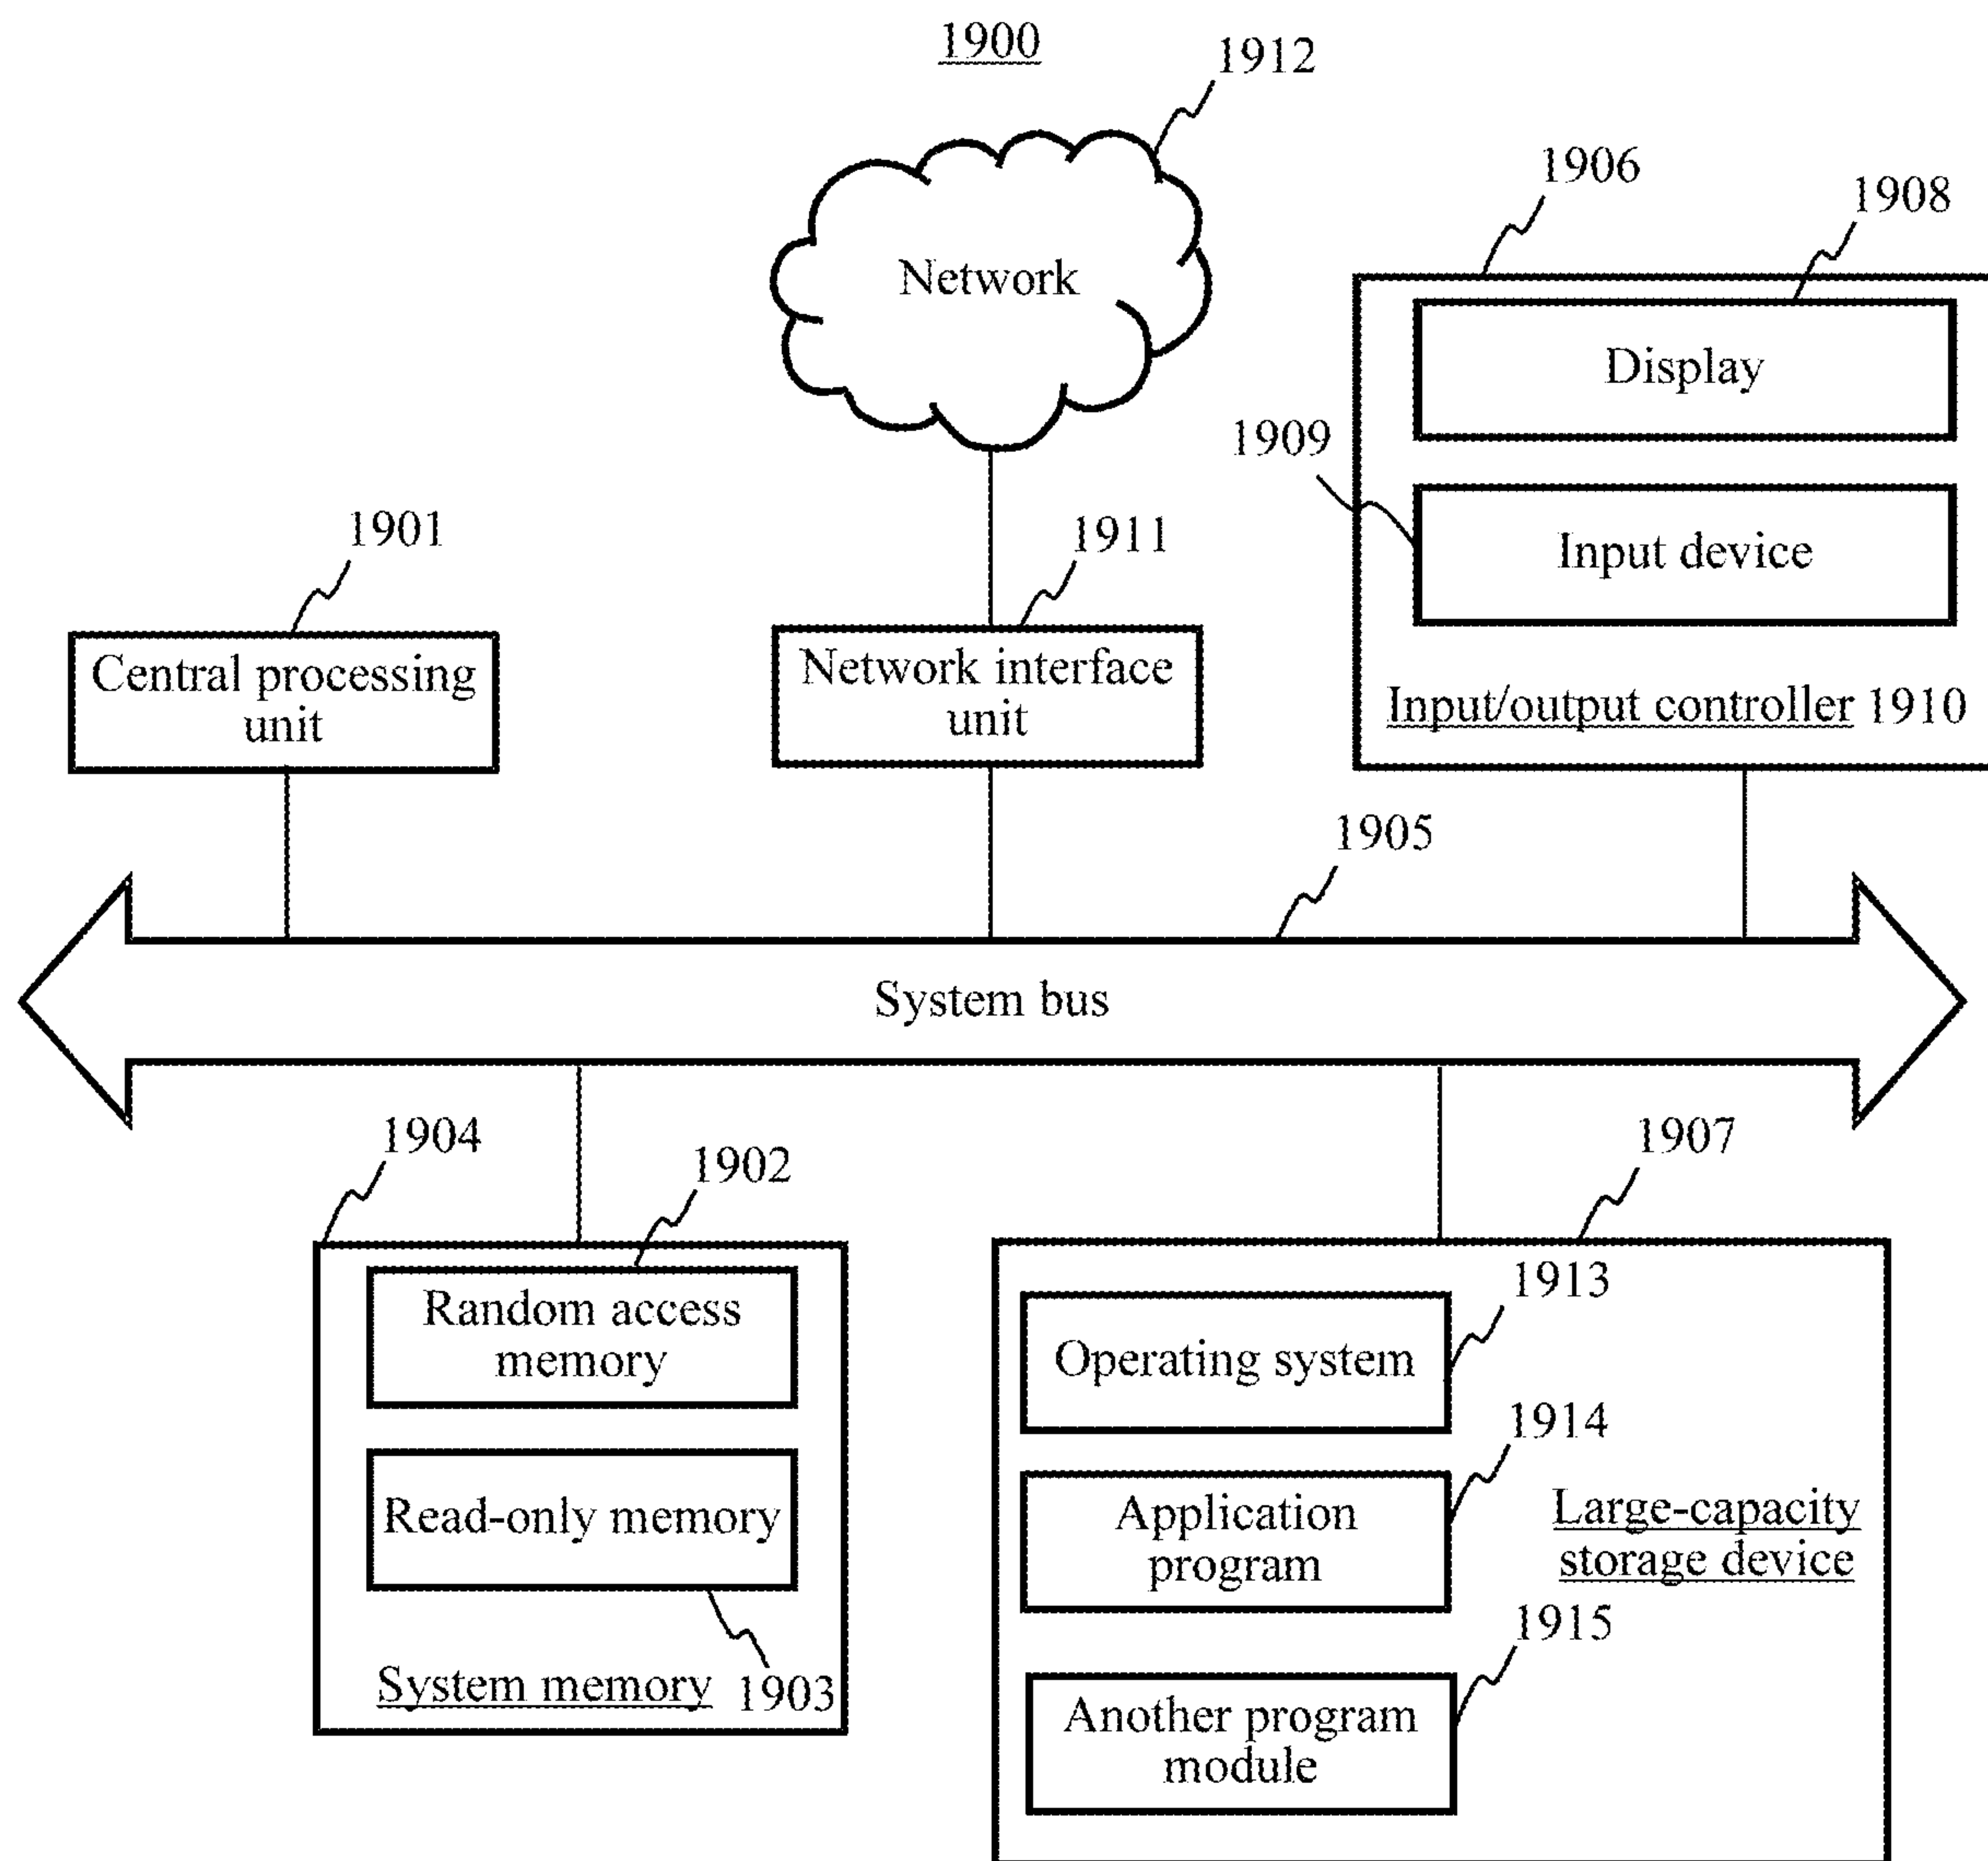 1900
1912
Network
1906
1908
Display
1909
Input device
Input/output controller 1910
1901
Central processing
unit
1911
Network interface
unit
1905
System bus
1904
1902
Random access
memory
Read-only memory
System memory 1903
1907
1913
Operating system
1914
Application
program
Large-capacity
storage device
1915
Another program
module